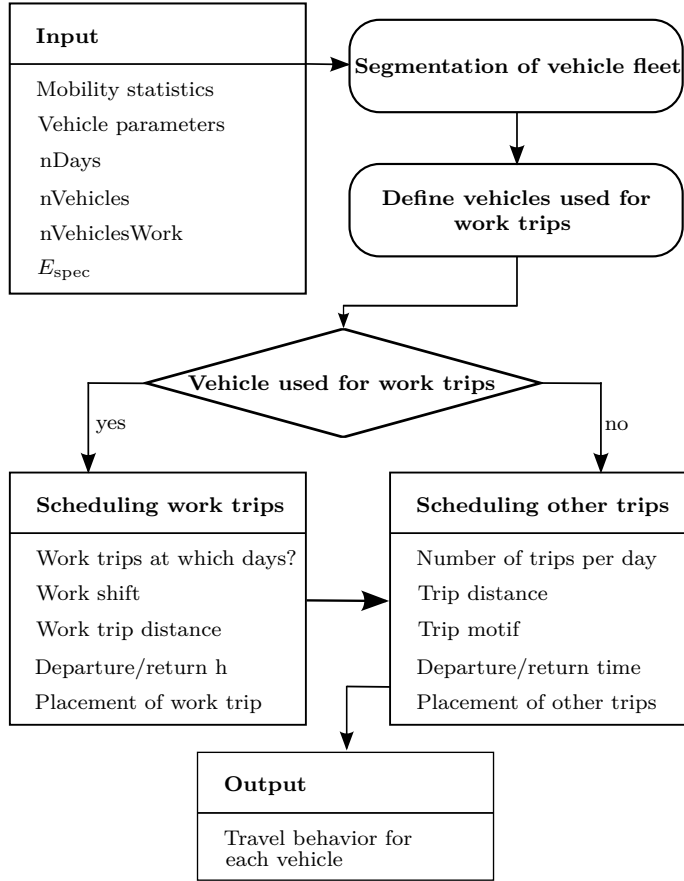 Input
Mobility statistics
Vehicle parameters
nDays
nVehicles
nVehiclesWork
E_spec
Segmentation of vehicle fleet
Define vehicles used for
work trips
Vehicle used for work trips
yes
no
Scheduling work trips
Work trips at which days?
Work shift
Work trip distance
Departure/return h
Placement of work trip
Scheduling other trips
Number of trips per day
Trip distance
Trip motif
Departure/return time
Placement of other trips
Output
Travel behavior for
each vehicle